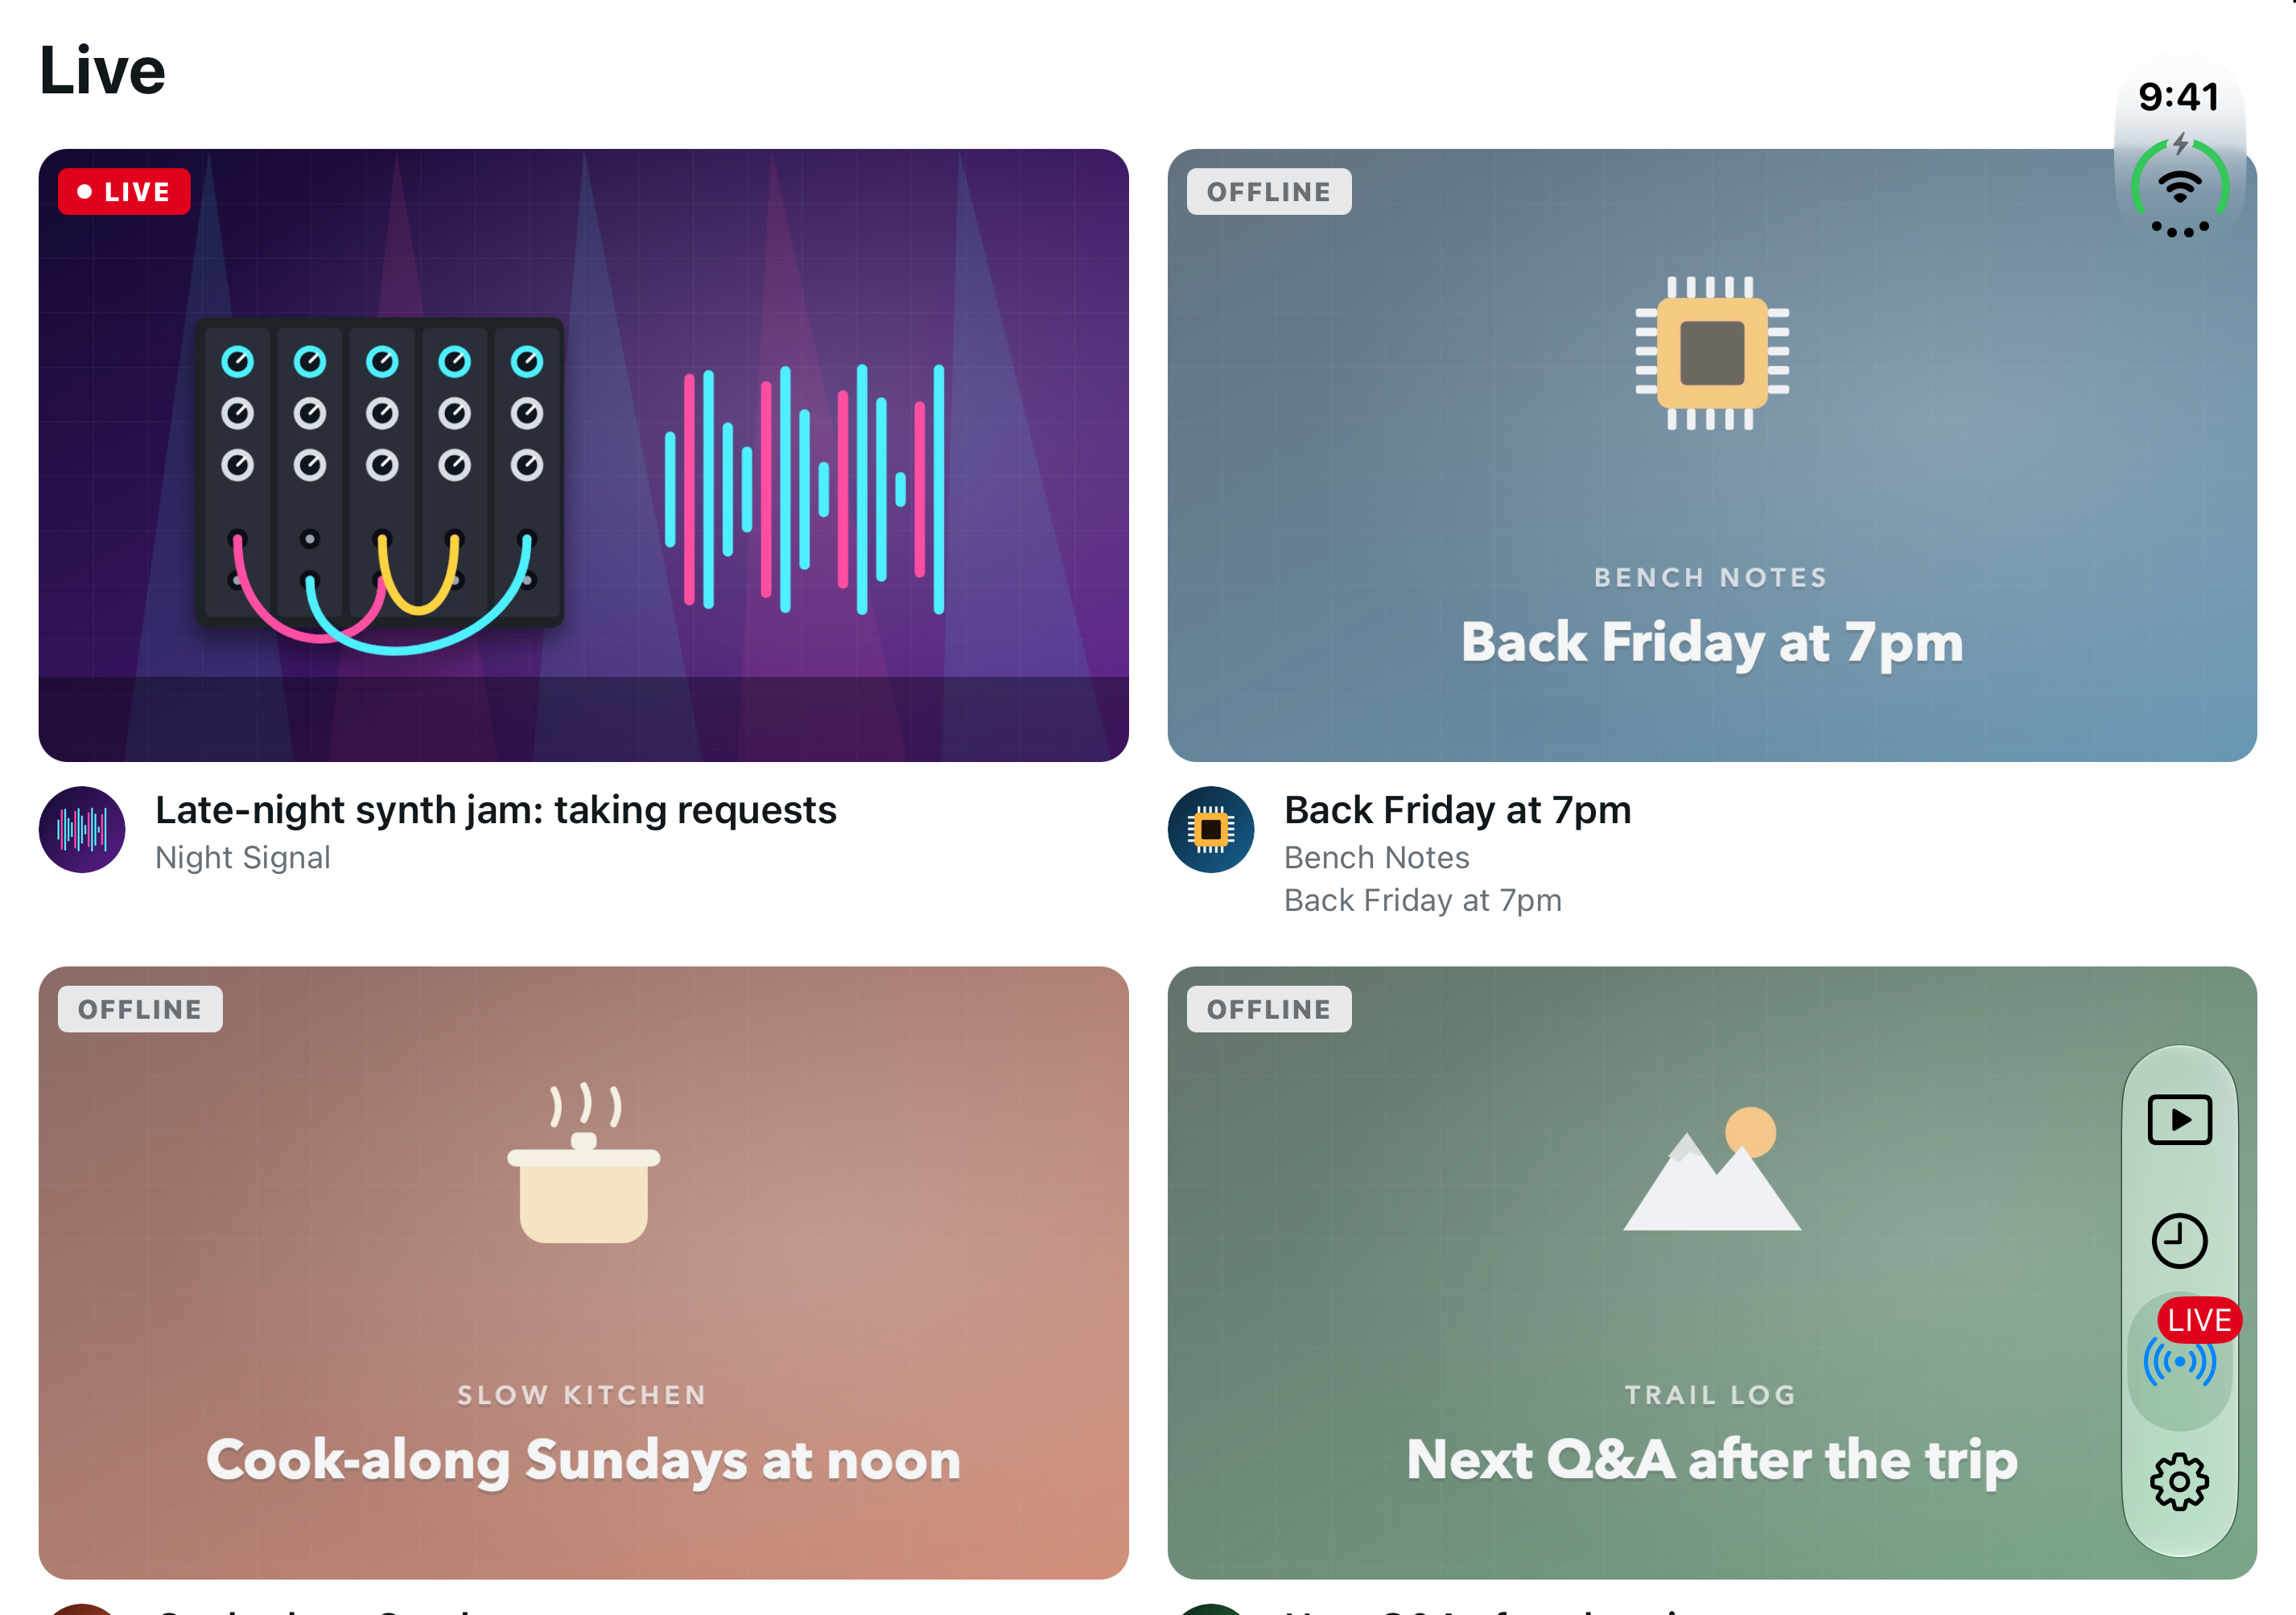 Live
9:41
LIVE
OFFLINE
BENCH NOTES
Back Friday at 7pm
Late-night synth jam: taking requests
Night Signal
Back Friday at 7pm
Bench Notes
Back Friday at 7pm
OFFLINE
SLOW KITCHEN
Cook-along Sundays at noon
OFFLINE
TRAIL LOG
Next Q&A after the trip
LIVE